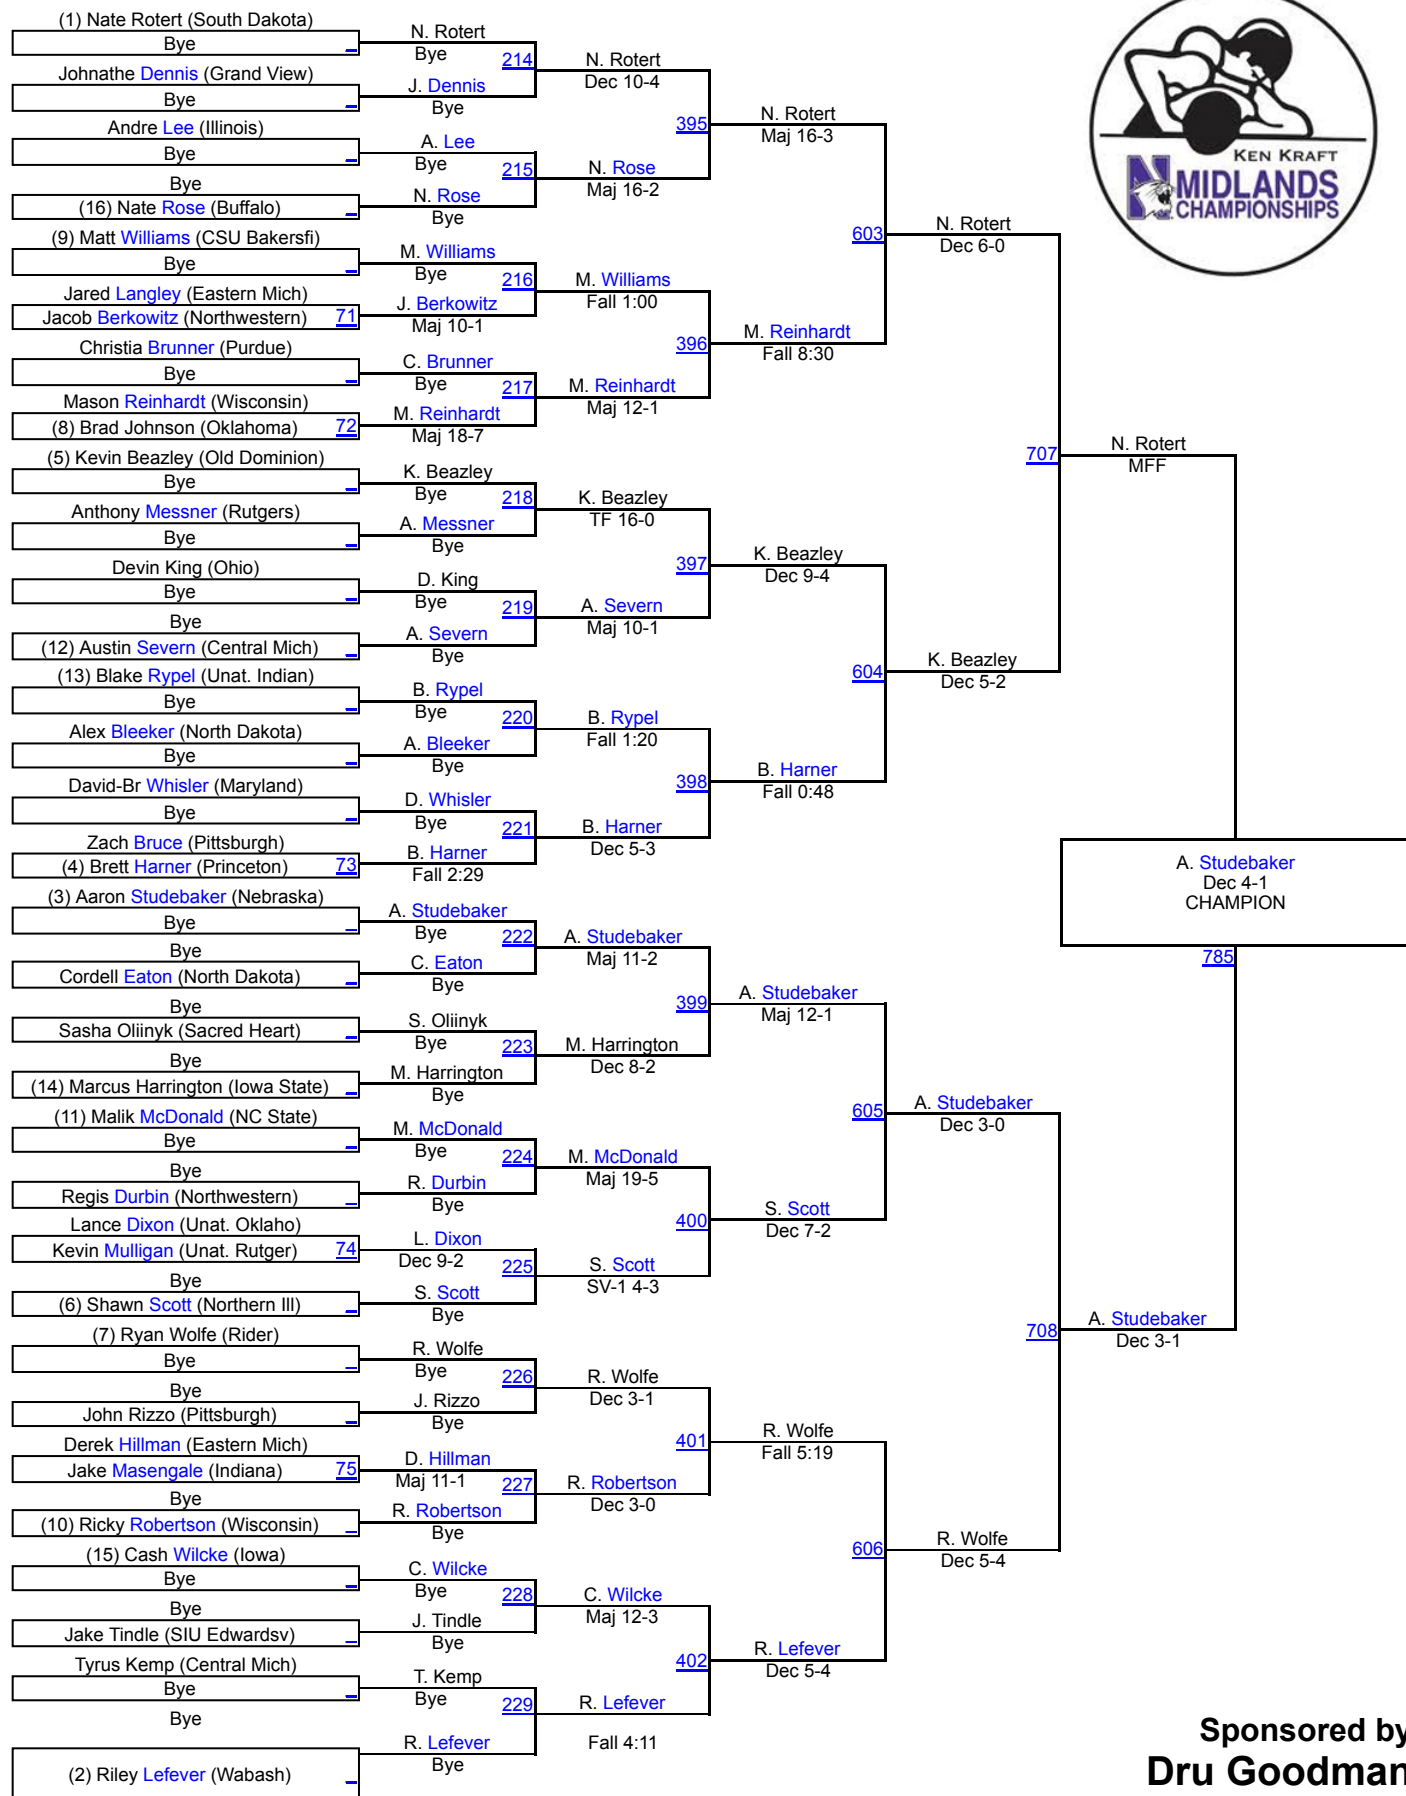 (1) Nate Rotert (South Dakota)
Bye
Johnathe Dennis (Grand View)
Bye
Andre Lee (Illinois)
Bye
Bye
(16) Nate Rose (Buffalo)
(9) Matt Williams (CSU Bakersfi)
Bye
Jared Langley (Eastern Mich)
Jacob Berkowitz (Northwestern) 71
Christia Brunner (Purdue)
Bye
Mason Reinhardt (Wisconsin)
(8) Brad Johnson (Oklahoma) 72
(5) Kevin Beazley (Old Dominion)
Bye
Anthony Messner (Rutgers)
Bye
Devin King (Ohio)
Bye
Bye
(12) Austin Severn (Central Mich)
(13) Blake Rypel (Unat. Indian)
Bye
Alex Bleeker (North Dakota)
Bye
David-Br Whisler (Maryland)
Bye
Zach Bruce (Pittsburgh)
(4) Brett Harner (Princeton) 73
(3) Aaron Studebaker (Nebraska)
Bye
Bye
Cordell Eaton (North Dakota)
Bye
Sasha Oliinyk (Sacred Heart)
Bye
(14) Marcus Harrington (Iowa State)
(11) Malik McDonald (NC State)
Bye
Bye
Regis Durbin (Northwestern)
Lance Dixon (Unat. Oklaho)
Kevin Mulligan (Unat. Rutger) 74
Bye
(6) Shawn Scott (Northern Ill)
(7) Ryan Wolfe (Rider)
Bye
Bye
John Rizzo (Pittsburgh)
Derek Hillman (Eastern Mich)
Jake Masengale (Indiana) 75
Bye
(10) Ricky Robertson (Wisconsin)
(15) Cash Wilcke (Iowa)
Bye
Bye
Jake Tindle (SIU Edwardsv)
Tyrus Kemp (Central Mich)
Bye
Bye
(2) Riley Lefever (Wabash)
N. Rotert
Bye
214
J. Dennis
Bye
A. Lee
Bye
215
N. Rose
Bye
M. Williams
Bye
216
J. Berkowitz
Maj 10-1
C. Brunner
Bye
217
M. Reinhardt
Maj 18-7
K. Beazley
Bye
218
A. Messner
Bye
D. King
Bye
219
A. Severn
Bye
B. Rypel
Bye
220
A. Bleeker
Bye
D. Whisler
Bye
221
B. Harner
Fall 2:29
A. Studebaker
Bye
222
C. Eaton
Bye
S. Oliinyk
Bye
223
M. Harrington
Bye
M. McDonald
Bye
224
R. Durbin
Bye
L. Dixon
Dec 9-2
225
S. Scott
Bye
R. Wolfe
Bye
226
J. Rizzo
Bye
D. Hillman
Maj 11-1
227
R. Robertson
Bye
C. Wilcke
Bye
228
J. Tindle
Bye
T. Kemp
Bye
229
R. Lefever
Bye
N. Rotert
Dec 10-4
395
N. Rose
Maj 16-2
M. Williams
Fall 1:00
396
M. Reinhardt
Maj 12-1
K. Beazley
TF 16-0
397
A. Severn
Maj 10-1
B. Rypel
Fall 1:20
398
B. Harner
Dec 5-3
A. Studebaker
Maj 11-2
399
M. Harrington
Dec 8-2
M. McDonald
Maj 19-5
400
S. Scott
SV-1 4-3
R. Wolfe
Dec 3-1
401
R. Robertson
Dec 3-0
C. Wilcke
Maj 12-3
402
R. Lefever
Fall 4:11
N. Rotert
Maj 16-3
603
M. Reinhardt
Fall 8:30
K. Beazley
Dec 9-4
604
B. Harner
Fall 0:48
A. Studebaker
Maj 12-1
605
S. Scott
Dec 7-2
R. Wolfe
Fall 5:19
606
R. Lefever
Dec 5-4
N. Rotert
Dec 6-0
707
K. Beazley
Dec 5-2
A. Studebaker
Dec 3-0
708
R. Wolfe
Dec 5-4
N. Rotert
MFF
A. Studebaker
Dec 4-1
CHAMPION
785
A. Studebaker
Dec 3-1
KEN KRAFT
N MIDLANDS
CHAMPIONSHIPS
Sponsored by
Dru Goodman